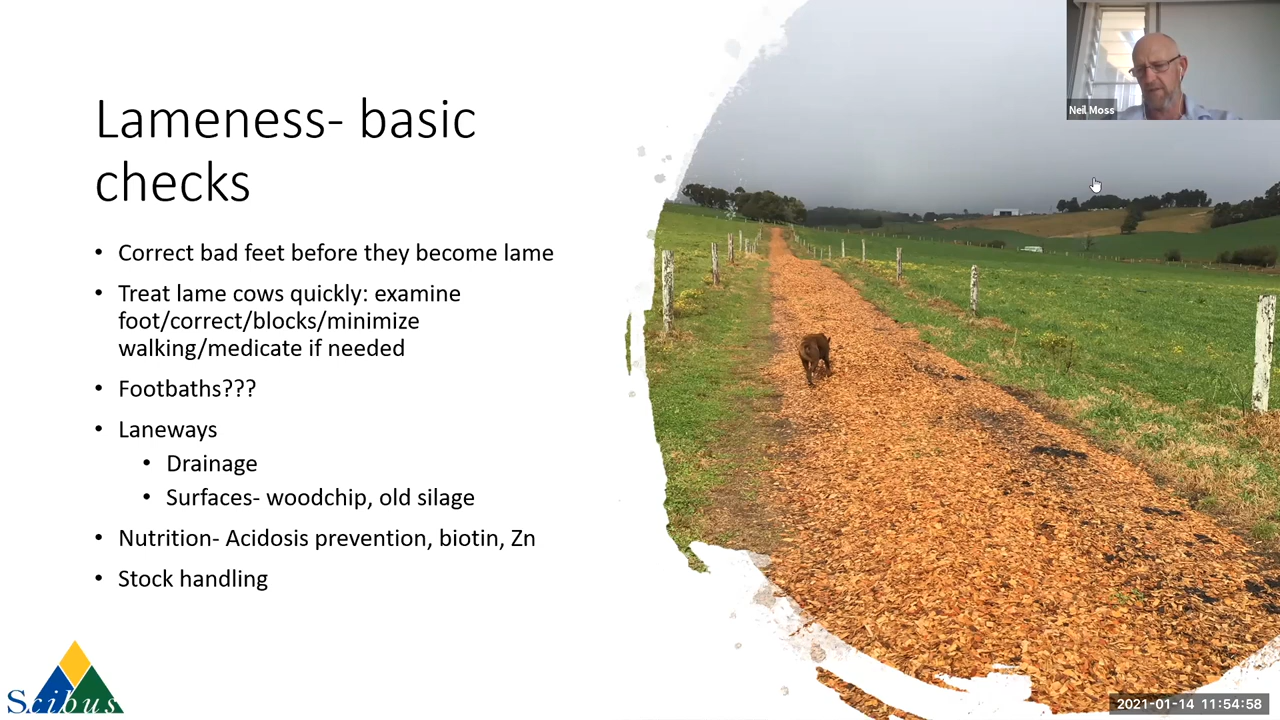 Neil Moss
Lameness- basic
checks
• Correct bad feet before they become lame
• Treat lame cows quickly: examine
foot/correct/blocks/minimize
walking/medicate if needed
• Footbaths???
• Laneways
• Drainage
• Surfaces- woodchip, old silage
• Nutrition- Acidosis prevention, biotin, Zn
• Stock handling
Scibus
2021-01-14 11:54:58